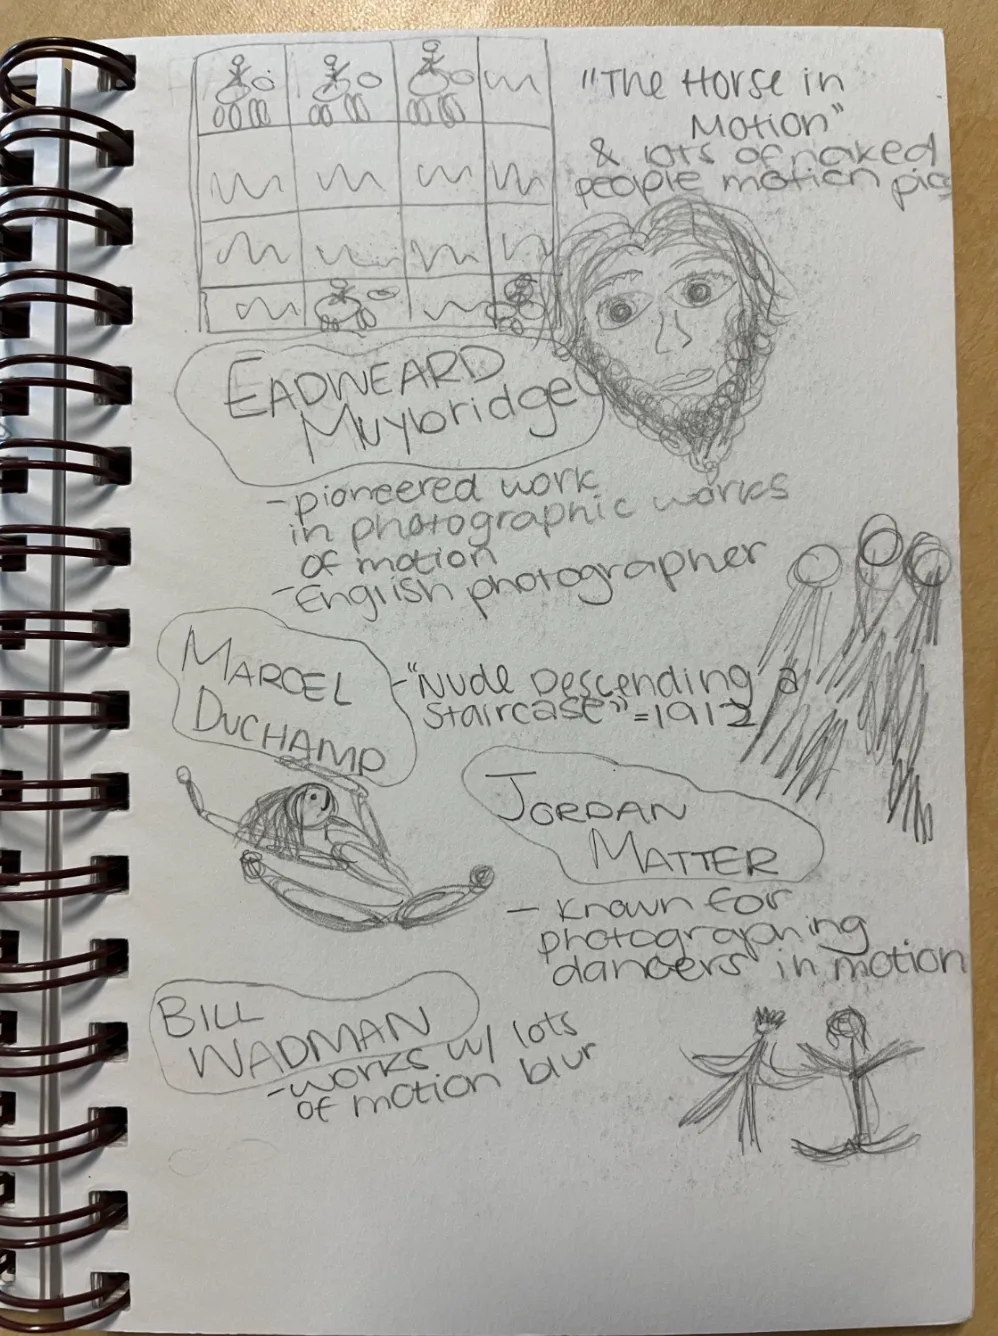 "The Horse in
Motion"
& lots of naked
people motion pics
EADWEARD
Muybridge
-pioneered work
in photographic works
of motion
-English photographer
MARCEL
DUCHAMP
-"Nude Descending a
Staircase" =1912
JORDAN
MATTER
- known for
photographing
dancers in motion
BILL
WADMAN
-works w/ lots
of motion blur